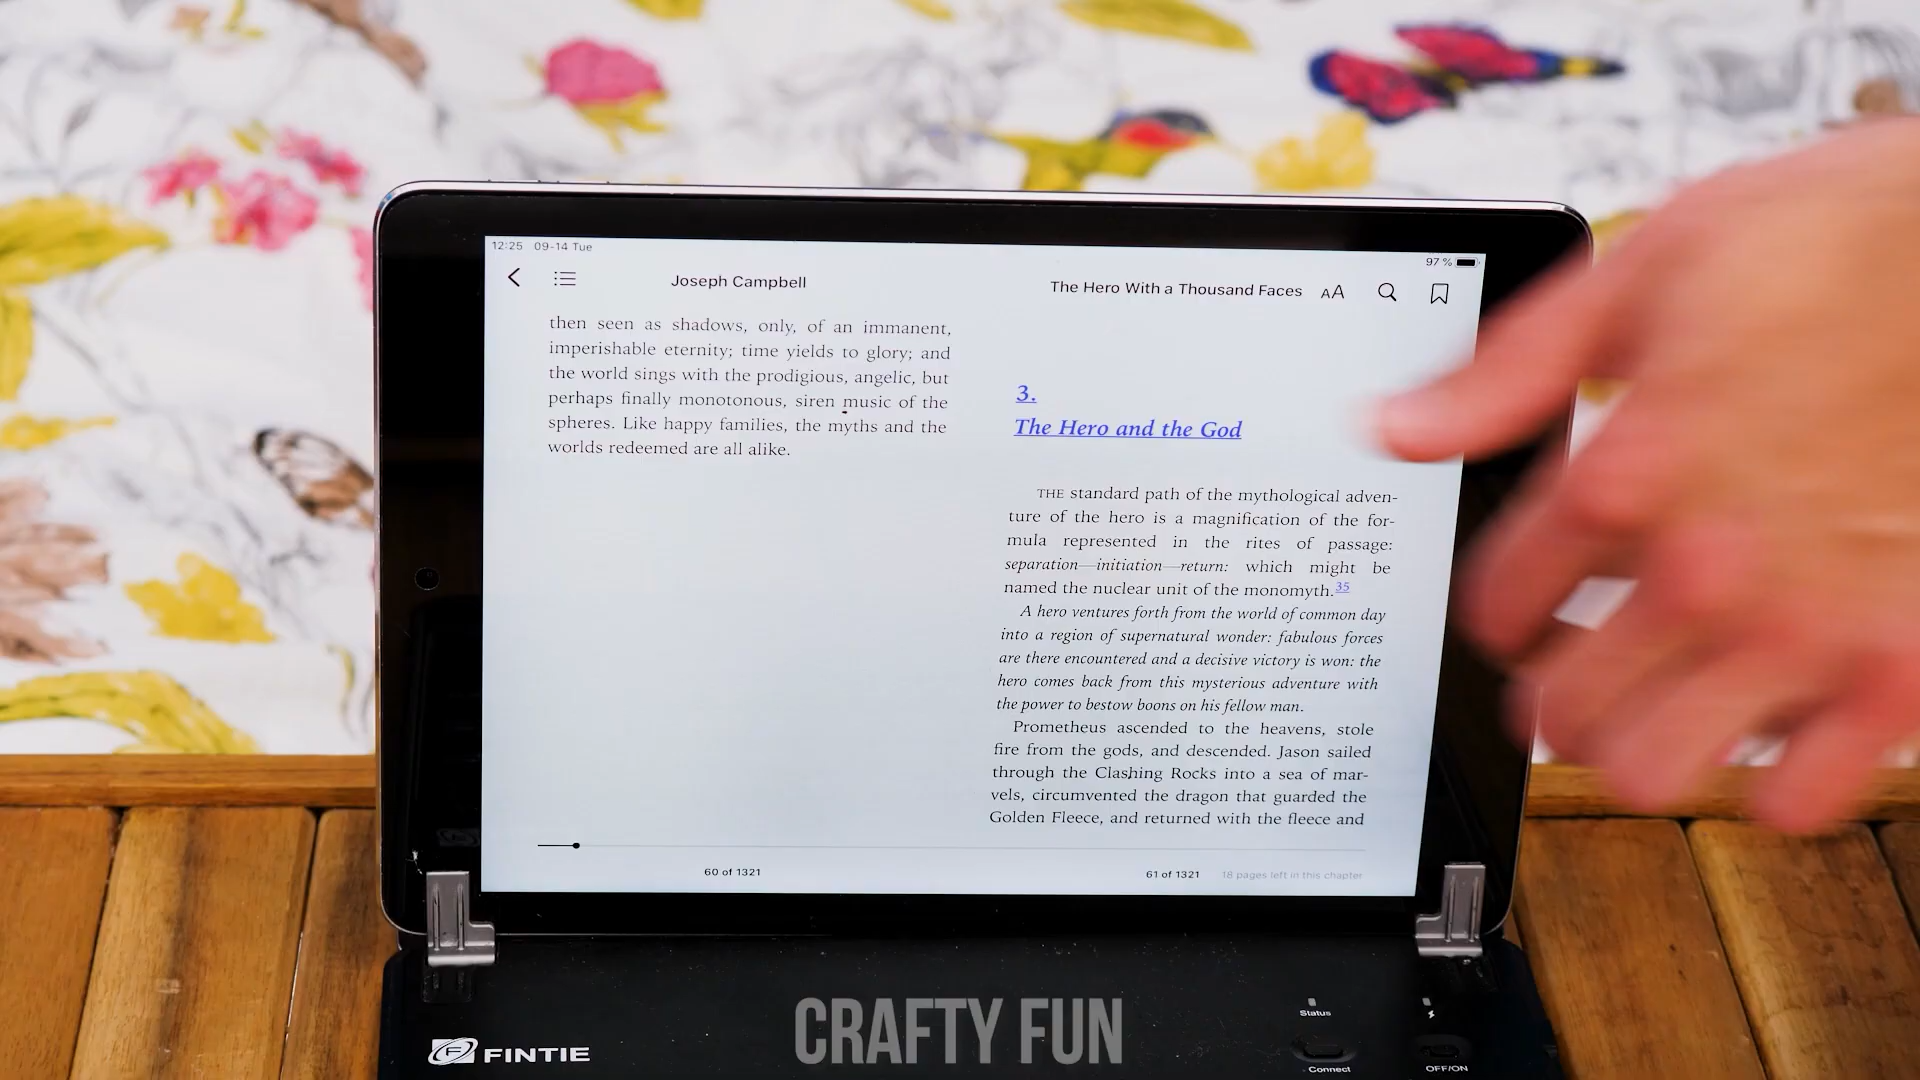 12:25 09-14 Tue
97 %
Joseph Campbell
The Hero With a Thousand Faces
AA
then seen as shadows, only, of an immanent,
imperishable eternity; time yields to glory; and
the world sings with the prodigious, angelic, but
perhaps finally monotonous, siren music of the
spheres. Like happy families, the myths and the
worlds redeemed are all alike.
3.
The Hero and the God
THE standard path of the mythological adven-
ture of the hero is a magnification of the for-
mula represented in the rites of passage:
separation—initiation—return: which might be
named the nuclear unit of the monomyth.35
A hero ventures forth from the world of common day
into a region of supernatural wonder: fabulous forces
are there encountered and a decisive victory is won: the
hero comes back from this mysterious adventure with
the power to bestow boons on his fellow man.
Prometheus ascended to the heavens, stole
fire from the gods, and descended. Jason sailed
through the Clashing Rocks into a sea of mar-
vels, circumvented the dragon that guarded the
Golden Fleece, and returned with the fleece and
60 of 1321
61 of 1321
18 pages left in this chapter
FINTIE
CRAFTY FUN
Status
Connect
OFF/ON